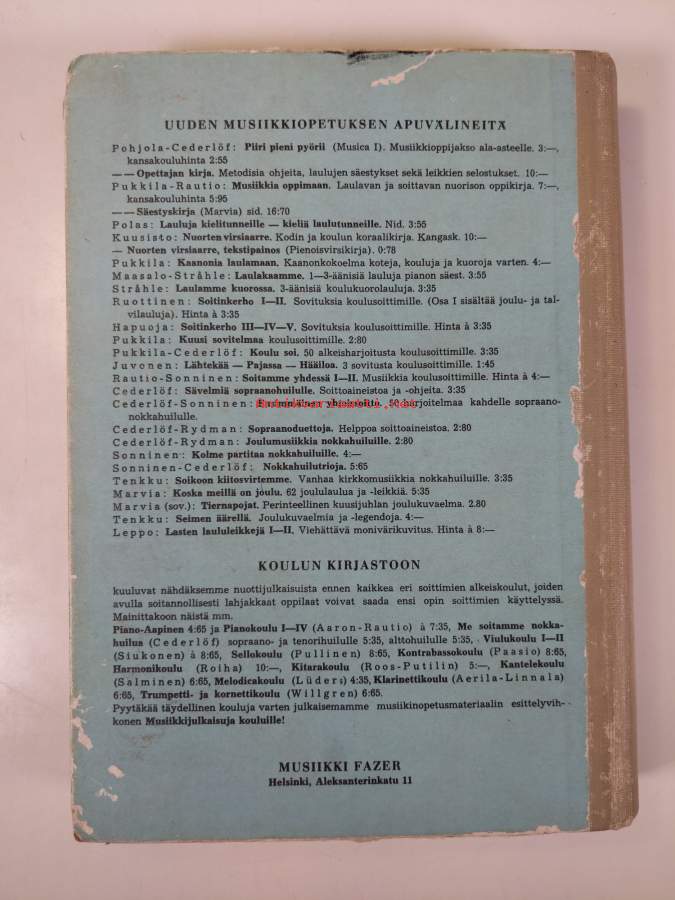 UUDEN MUSIIKKIOPETUKSEN APUVÄLINEITÄ
Pohjola-Cederlöf: Piiri pieni pyörii (Musica I). Musiikkioppijakso ala-asteelle. 3:—,
kansakouluhinta 2:55
—— Opettajan kirja. Metodisia ohjeita, laulujen säestykset sekä leikkien selostukset. 10:—
Pukkila-Rautio: Musiikkia oppimaan. Laulavan ja soittavan nuorison oppikirja. 7:—,
kansakouluhinta 5:95
—— Säestyskirja (Marvia) sid. 16:70
Polas: Lauluja kielitunneille — kieliä laulutunneille. Nid. 3:55
Kuusisto: Nuorten virsiaarre. Kodin ja koulun koraalikirja. Kangask. 10:—
— Nuorten virsiaarre, tekstipainos (Pienoisvirsikirja). 0:78
Pukkila: Kaanonia laulamaan. Kaanonkokoelma koteja, kouluja ja kuoroja varten. 4:—
Maasalo-Stråhle: Laulakaamme. 1—3-äänisiä lauluja pianon säest. 3:55
Stråhle: Laulamme kuorossa. 3-äänisiä koulukuorolauluja. 3:35
Ruottinen: Soitinkerho I—II. Sovituksia koulusoittimille. (Osa I sisältää joulu- ja tal-
vilauluja). Hinta à 3:35
Hapuoja: Soitinkerho III—IV—V. Sovituksia koulusoittimille. Hinta à 3:35
Pukkila: Kuusi sovitelmaa koulusoittimille. 2:80
Pukkila-Cederlöf: Koulu soi. 50 alkeisharjoitusta koulusoittimille. 3:35
Juvonen: Lähtekää — Pajassa — Hääiloa. 3 sovitusta koulusoittimille. 1:45
Rautio-Sonninen: Soitamme yhdessä I—II. Musiikkia koulusoittimille. Hinta à 4:—
Cederlöf: Sävelmiä sopraanohuilulle. Soittoaineistoa ja -ohjeita. 3:35
Cederlöf-Sonninen: Ensimmäinen yhteissoitto. 50 harjoitelmaa kahdelle sopraano-
nokkahuilulle.
Antikvariaatti.net
Cederlöf-Rydman: Sopraanoduettoja. Helppoa soittoaineistoa. 2:80
Cederlöf-Rydman: Joulumusiikkia nokkahuiluille. 2:80
Sonninen: Kolme partitaa nokkahuiluille. 4:—
Sonninen-Cederlöf: Nokkahuilutrioja. 5:65
Tenkku: Soikoon kiitosvirtemme. Vanhaa kirkkomusiikkia nokkahuiluille. 3:35
Marvia: Koska meillä on joulu. 62 joululaulua ja -leikkiä. 5:35
Marvia (sov.): Tiernapojat. Perinteellinen kuusijuhlan joulukuvaelma. 2.80
Tenkku: Seimen äärellä. Joulukuvaelmia ja -legendoja. 4:—
Leppo: Lasten laululeikkejä I—II. Viehättävä monivärikuvitus. Hinta à 8:—
KOULUN KIRJASTOON
kuuluvat nähdäksemme nuottijulkaisuista ennen kaikkea eri soittimien alkeiskoulut, joiden
avulla soitannollisesti lahjakkaat oppilaat voivat saada ensi opin soittimien käyttelyssä.
Mainittakoon näistä mm.
Piano-Aapinen 4:65 ja Pianokoulu I—IV (Aaron-Rautio) à 7:35, Me soitamme nokka-
huilua (Cederlöf) sopraano- ja tenorihuilulle 5:35, alttohuilulle 5:35, Viulukoulu I—II
(Siukonen) à 8:65, Sellokoulu (Pullinen) 8:65, Kontrabassokoulu (Paasio) 8:65,
Harmonikoulu (Roiha) 10:—, Kitarakoulu (Roos-Putilin) 5:—, Kantelekoulu
(Salminen) 6:65, Melodicakoulu (Lüders) 4:35, Klarinettikoulu (Aerila-Linnala)
6:65, Trumpetti- ja kornettikoulu (Willgren) 6:65.
Pyytäkää täydellinen kouluja varten julkaisemamme musiikinopetusmateriaalin esittelyvih-
konen Musiikkijulkaisuja kouluille!
MUSIIKKI FAZER
Helsinki, Aleksanterinkatu 11